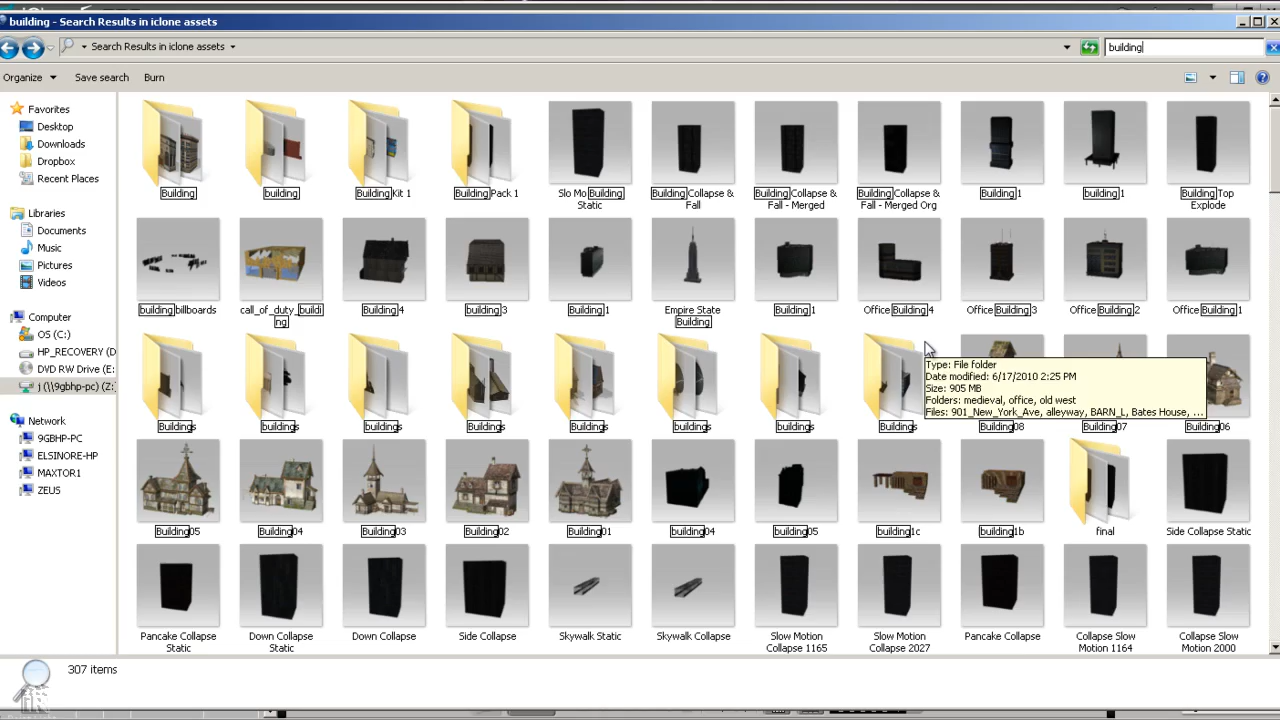 building - Search Results in iclone assets
Search Results in iclone assets
building
Organize
Save search
Burn
Favorites
Desktop
Downloads
Dropbox
Recent Places
Libraries
Documents
Music
Pictures
Videos
Computer
OS (C:)
HP_RECOVERY (D
DVD RW Drive (E:
j (\\9gbhp-pc) (Z:
Network
9GBHP-PC
ELSINORE-HP
MAXTOR1
ZEUS
Building
building
Building Kit 1
Building Pack 1
Slo Mo Building
Static
Building Collapse &
Fall
Building Collapse &
Fall - Merged
Building Collapse &
Fall - Merged Org
Building 1
building 1
Building Top
Explode
building billboards
call_of_duty_buildi
ng
Building 4
building 3
Building 1
Empire State
Building
Building 1
Office Building 4
Office Building 3
Office Building 2
Office Building 1
Buildings
buildings
buildings
Buildings
Buildings
buildings
buildings
Buildings
Building08
Building07
Building06
Type: File folder
Date modified: 6/17/2010 2:25 PM
Size: 905 MB
Folders: medieval, office, old west
Files: 901_New_York_Ave, alleyway, BARN_L, Bates House, ...
Building05
Building04
Building03
Building02
Building01
building04
building05
building1c
building1b
final
Side Collapse Static
Pancake Collapse
Static
Down Collapse
Static
Down Collapse
Side Collapse
Skywalk Static
Skywalk Collapse
Slow Motion
Collapse 1165
Slow Motion
Collapse 2027
Pancake Collapse
Collapse Slow
Motion 1164
Collapse Slow
Motion 2000
307 items